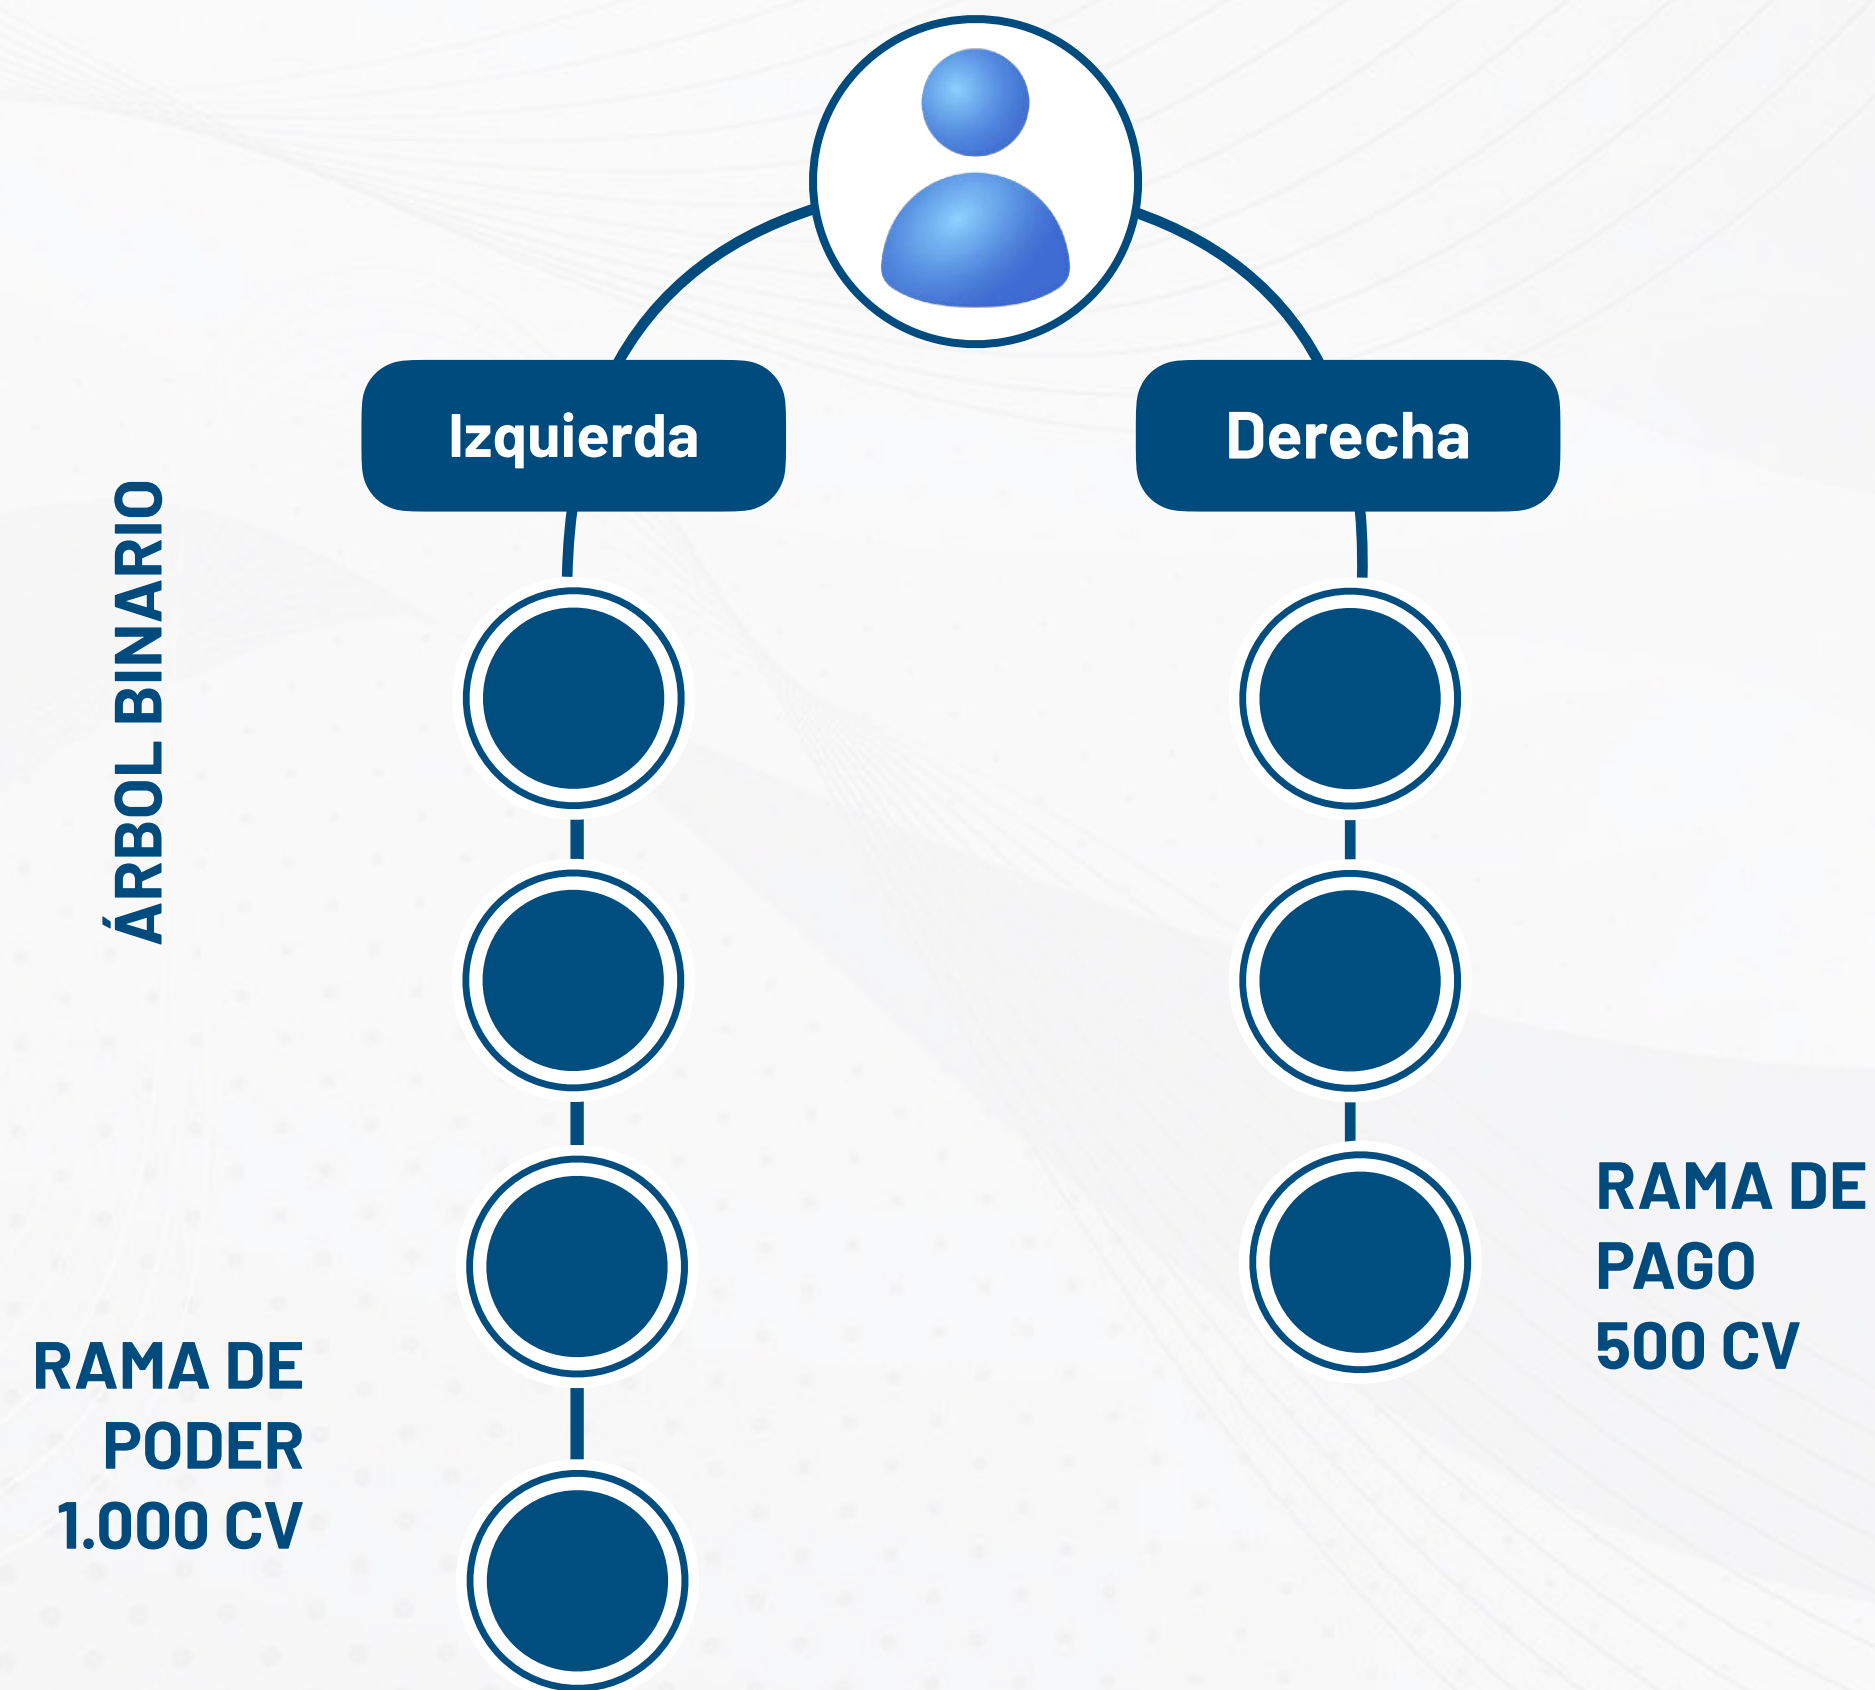 Izquierda
Derecha
ÁRBOL BINARIO
RAMA DE
PAGO
500 CV
RAMA DE
PODER
1.000 CV